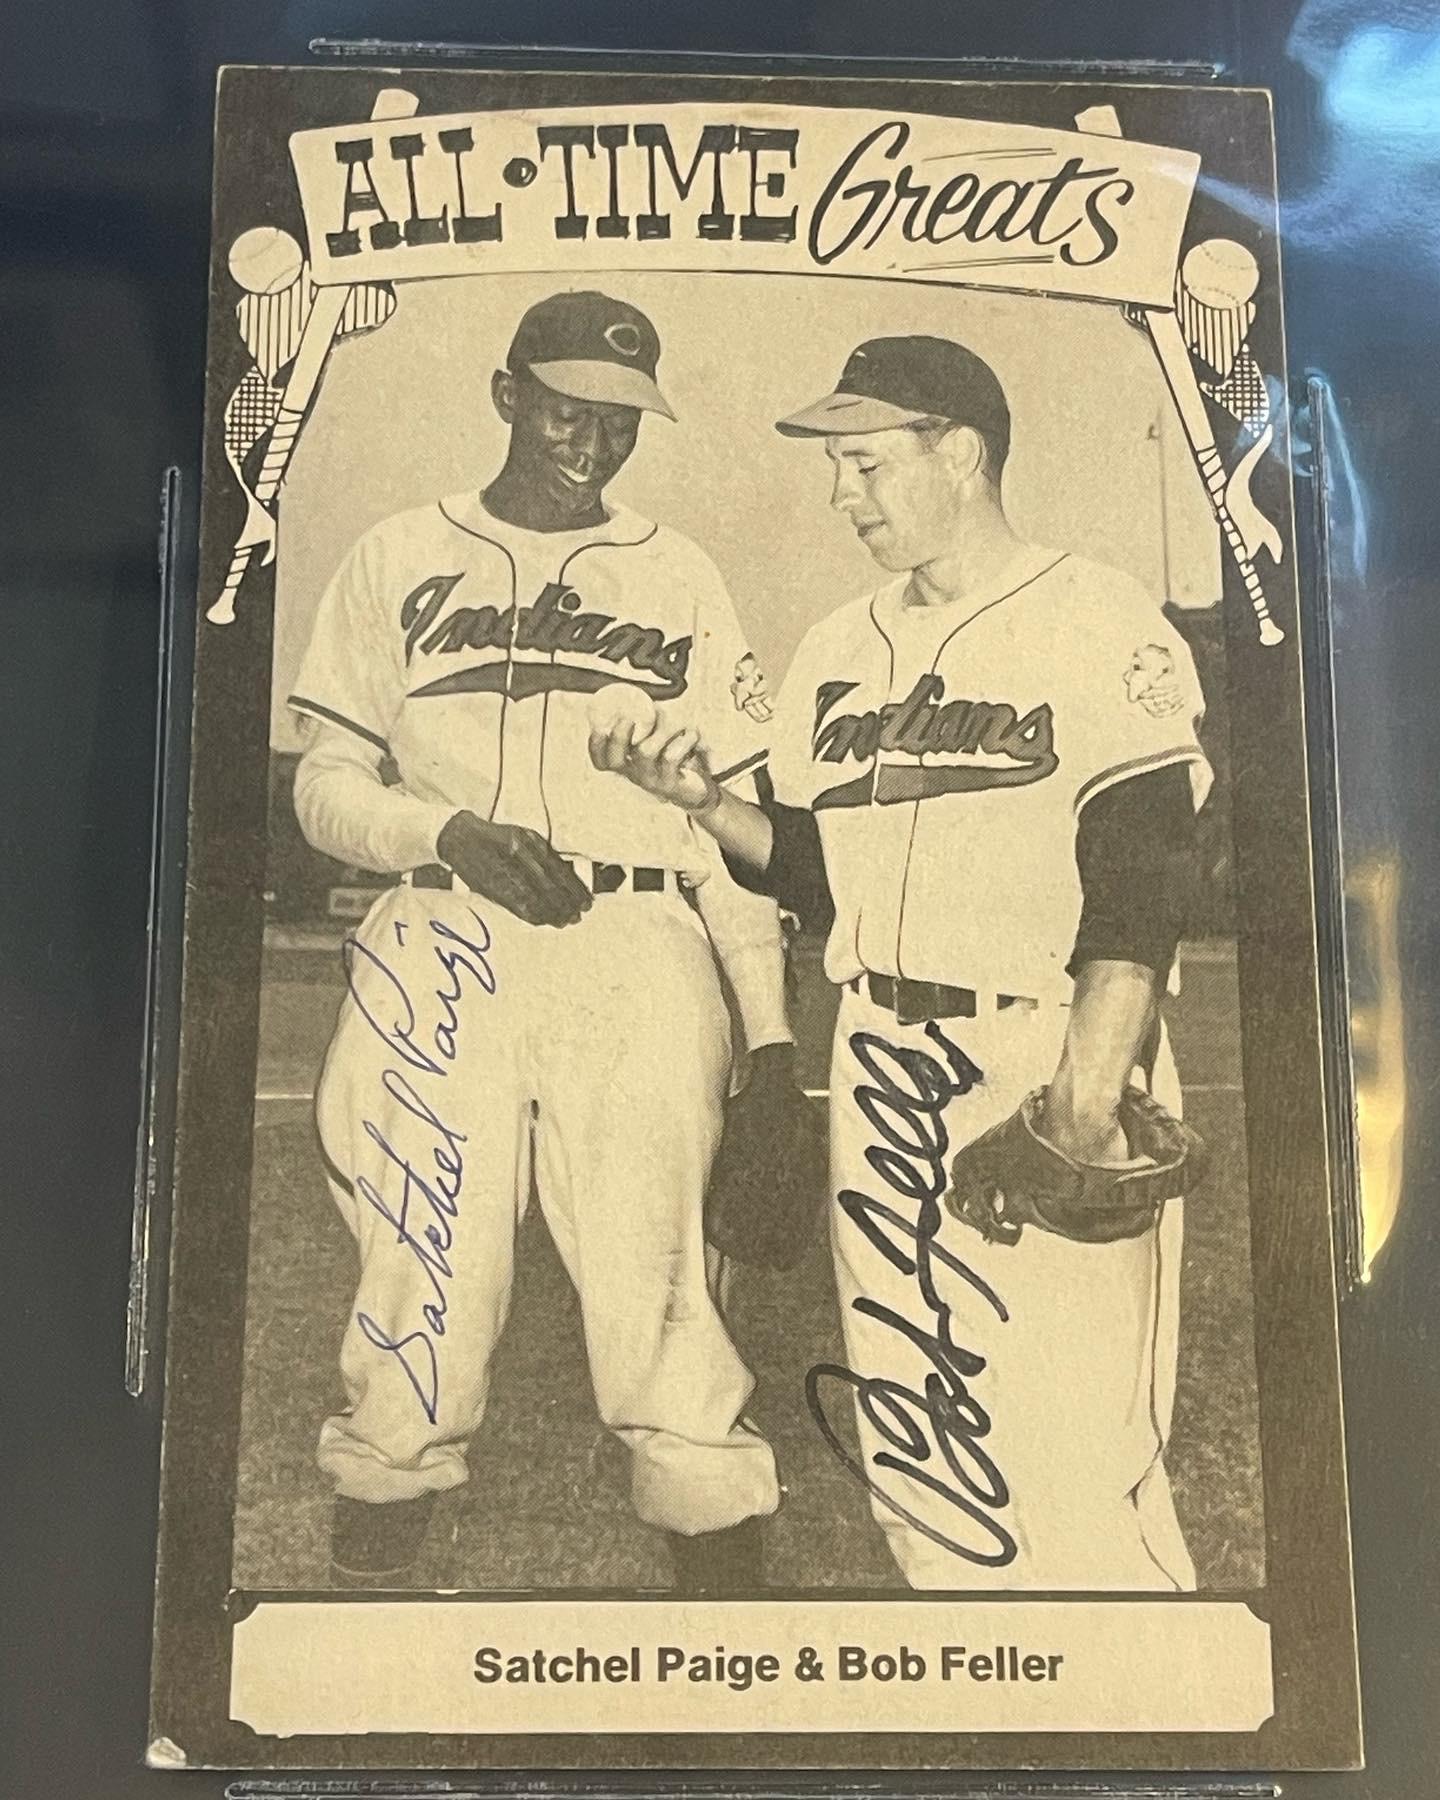 ALL·TIME Greats
C
Indians
Indians
Satchel Paige
Bob Feller
Satchel Paige & Bob Feller